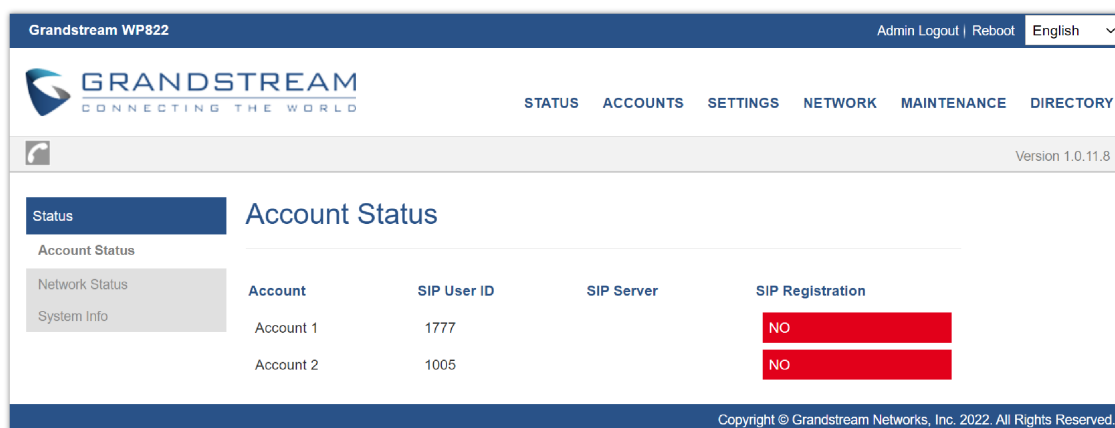 Grandstream WP822
Admin Logout | Reboot English
GRANDSTREAM
CONNECTING THE WORLD
STATUS ACCOUNTS SETTINGS NETWORK MAINTENANCE DIRECTORY
Version 1.0.11.8
Status
Account Status
Network Status
System Info
Account Status
Account SIP User ID SIP Server SIP Registration
Account 1 1777 NO
Account 2 1005 NO
Copyright © Grandstream Networks, Inc. 2022. All Rights Reserved.